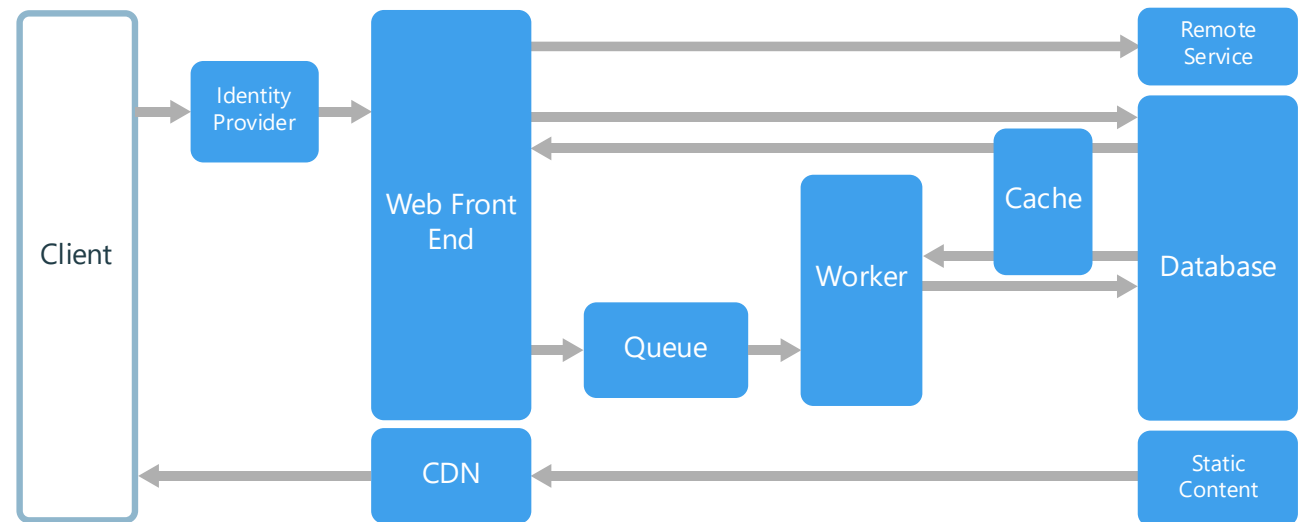 Remote
Service
Identity
Provider
Web Front
End
Cache
Client
Worker
Database
Queue
CDN
Static
Content